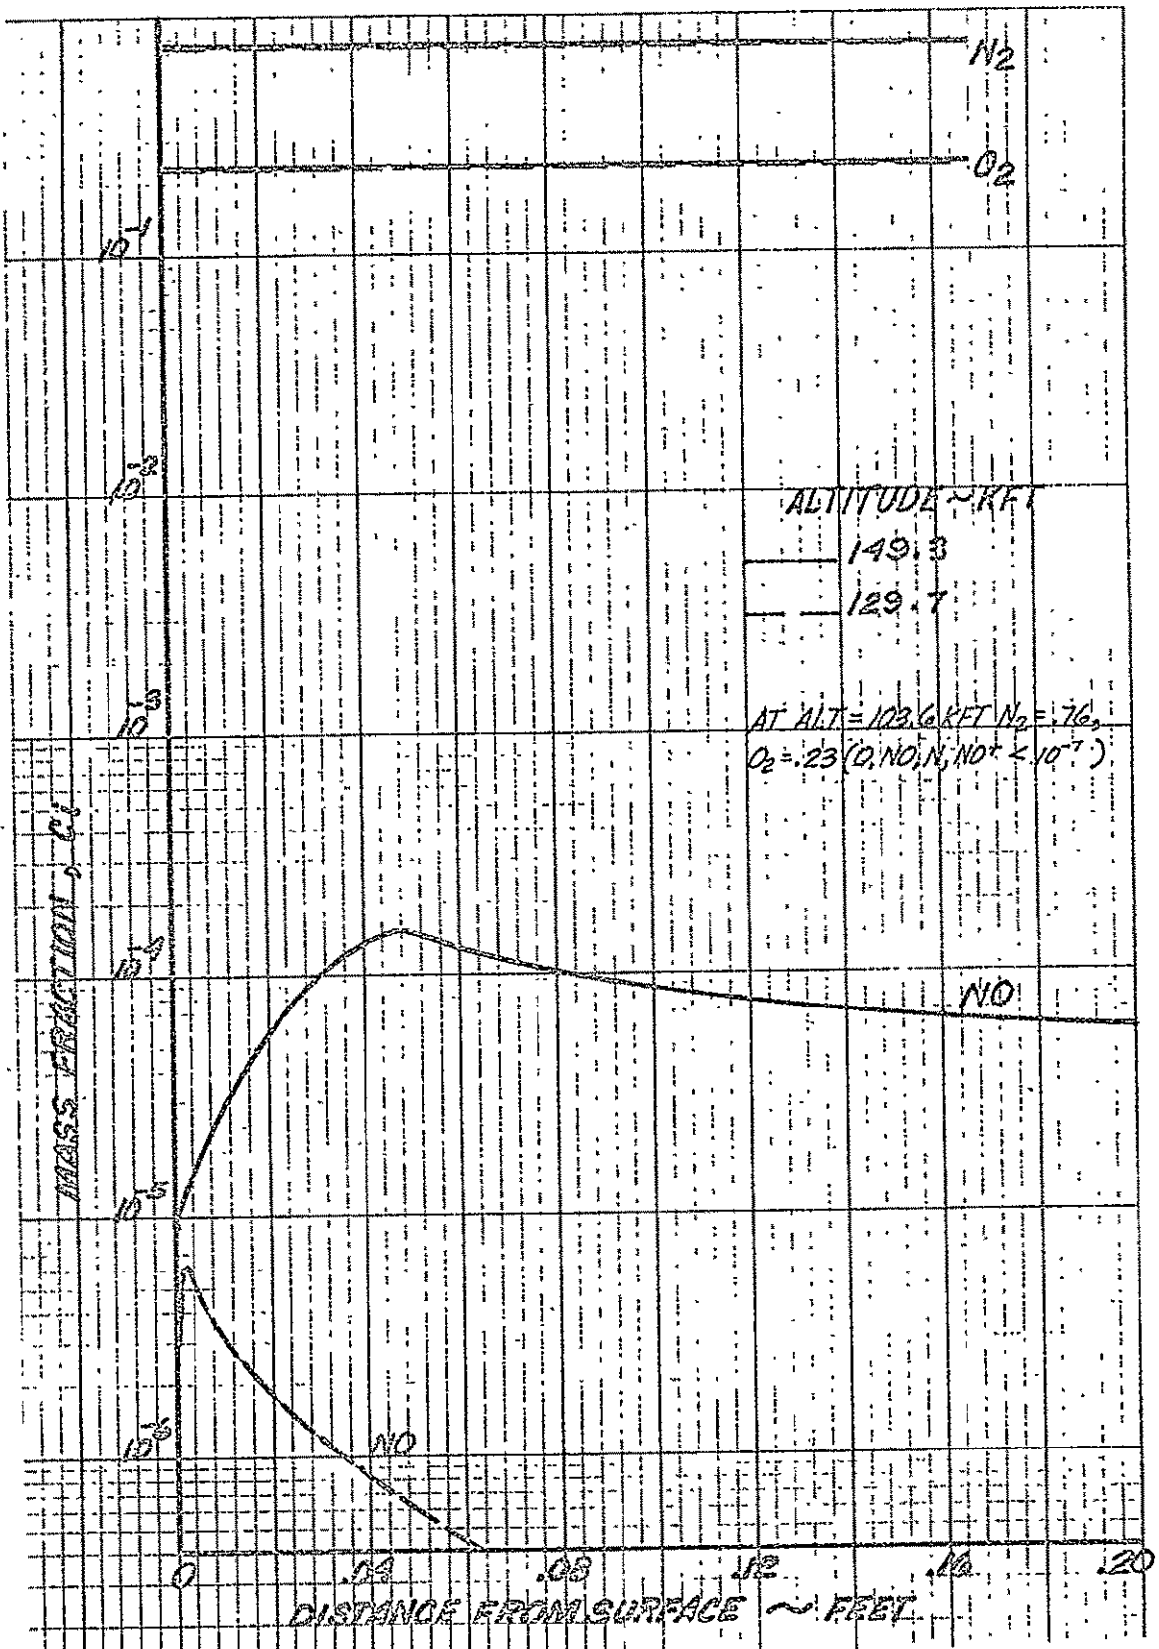 N2
O2
10-1
10-2
ALTITUDE ~ KFT
149.3
129.7
10-3
AT ALT = 103.6 KFT N2 = .76,
O2 = .23 (O, NO, N, NO+ < 10-7)
MASS FRACTION, Ci
10-4
NO
10-5
10-6
NO
0 .04 .08 .12 .16 .20
DISTANCE FROM SURFACE ~ FEET